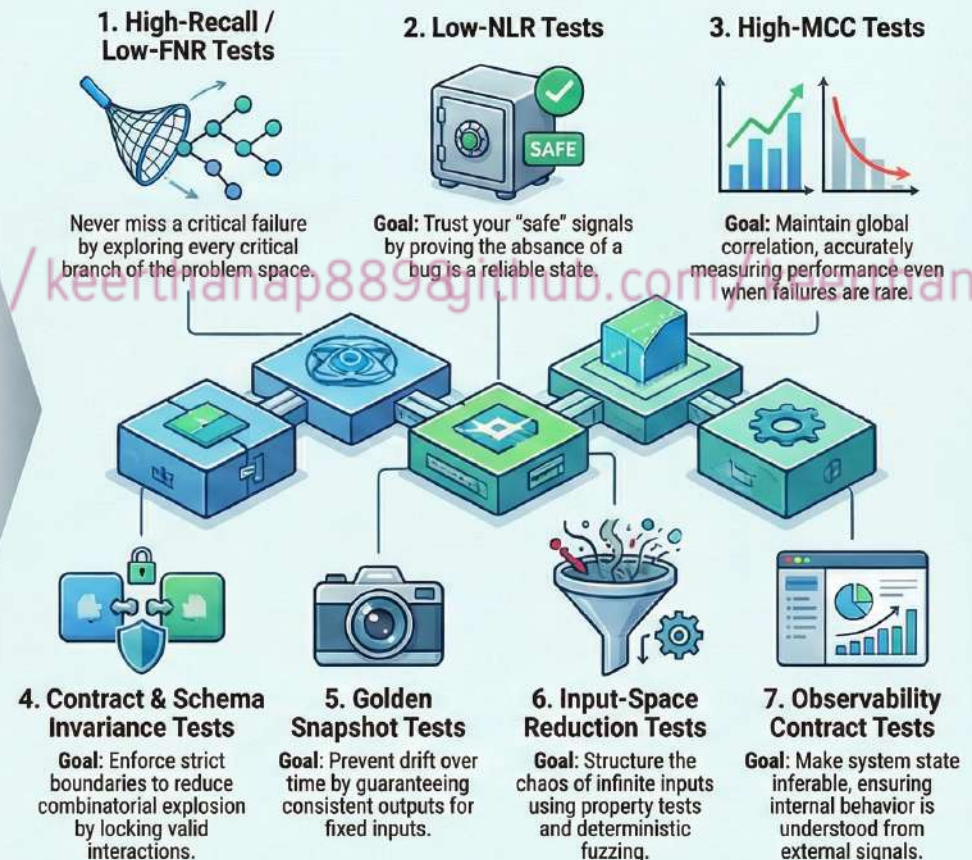 1. High-Recall /
Low-FNR Tests
Never miss a critical failure
by exploring every critical
branch of the problem space.
2. Low-NLR Tests
SAFE
Goal: Trust your "safe" signals
by proving the absence of a
bug is a reliable state.
3. High-MCC Tests
Goal: Maintain global
correlation, accurately
measuring performance even
when failures are rare.
/keerthanap8898github.com/
4. Contract & Schema
Invariance Tests
Goal: Enforce strict
boundaries to reduce
combinatorial explosion
by locking valid
interactions.
5. Golden
Snapshot Tests
Goal: Prevent drift over
time by guaranteeing
consistent outputs for
fixed inputs.
6. Input-Space
Reduction Tests
Goal: Structure the
chaos of infinite inputs
using property tests
and deterministic
fuzzing.
7. Observability
Contract Tests
Goal: Make system state
inferable, ensuring
internal behavior is
understood from
external signals.